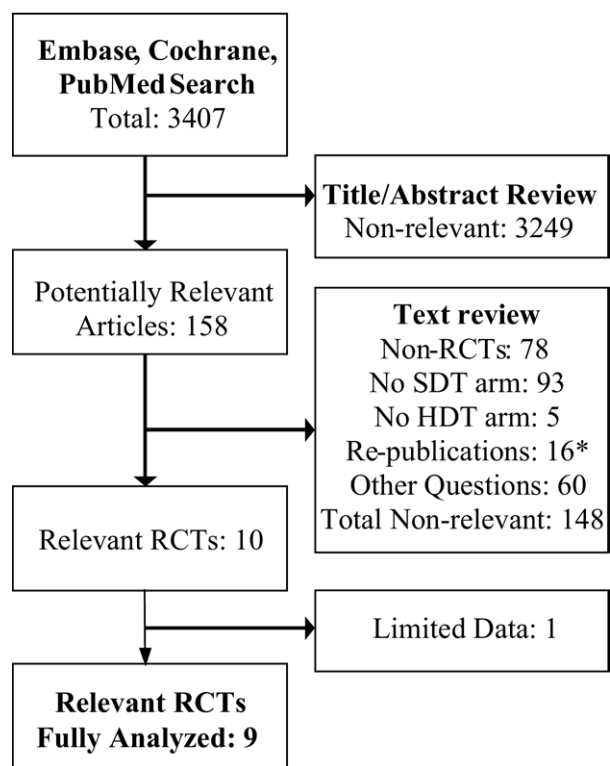 Embase, Cochrane,
PubMed Search
Total: 3407
Title/Abstract Review
Non-relevant: 3249
Potentially Relevant
Articles: 158
Text review
Non-RCTs: 78
No SDT arm: 93
No HDT arm: 5
Re-publications: 16*
Other Questions: 60
Total Non-relevant: 148
Relevant RCTs: 10
Limited Data: 1
Relevant RCTs
Fully Analyzed: 9